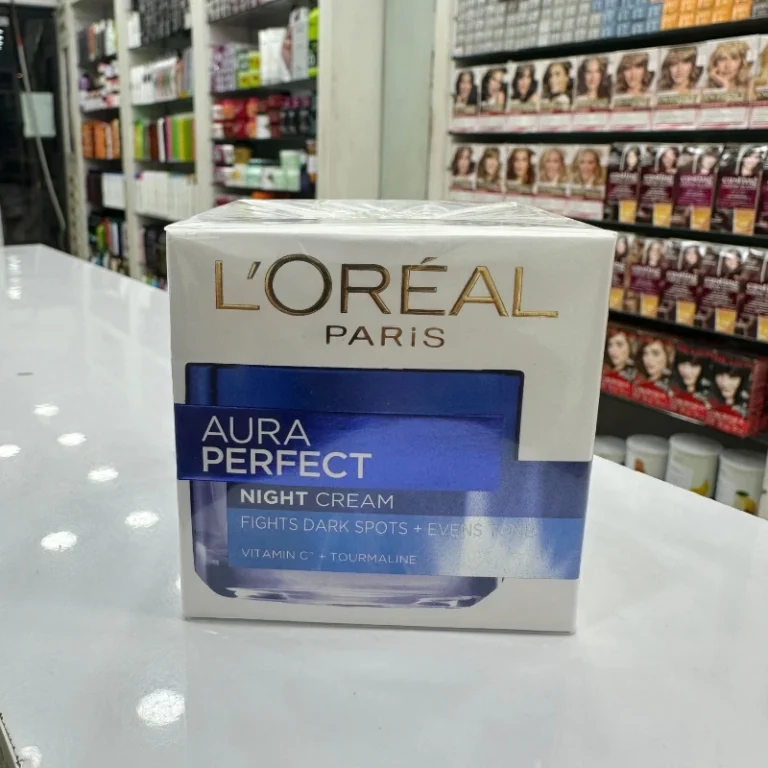 L'ORÉAL
PARiS
AURA
PERFECT
NIGHT CREAM
FIGHTS DARK SPOTS + EVENS TONE
VITAMIN C* + TOURMALINE